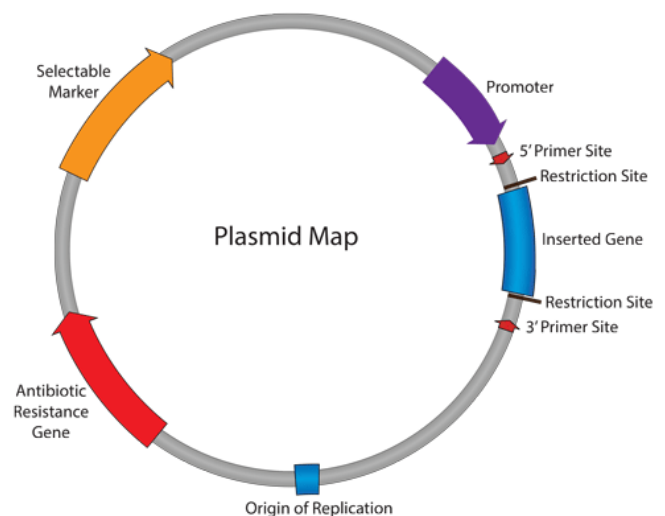 Selectable
Marker
Promoter
5' Primer Site
Restriction Site
Plasmid Map
Inserted Gene
Restriction Site
3' Primer Site
Antibiotic
Resistance
Gene
Origin of Replication